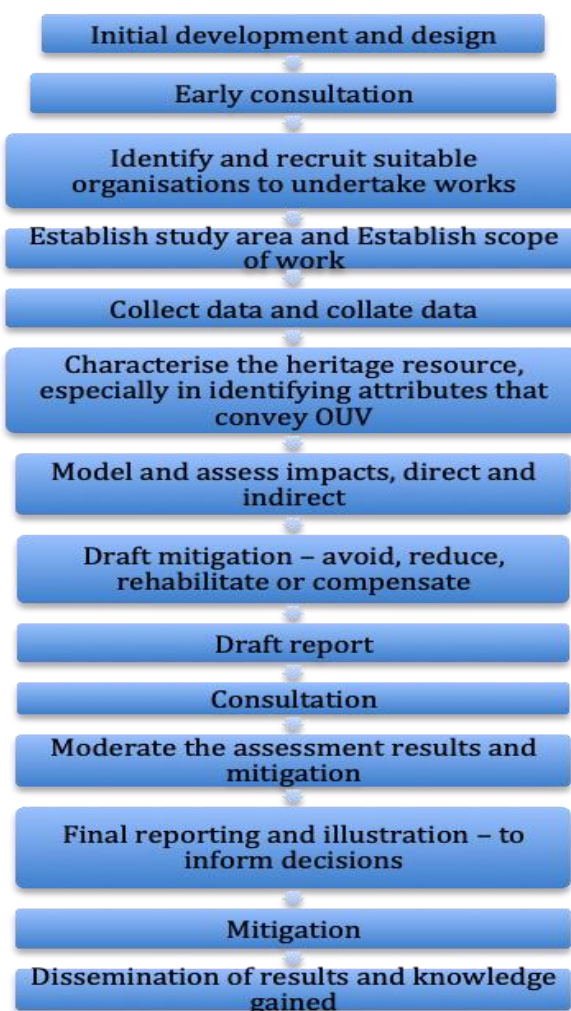 Initial development and design
Early consultation
Identify and recruit suitable
organisations to undertake works
Establish study area and Establish scope
of work
Collect data and collate data
Characterise the heritage resource,
especially in identifying attributes that
convey OUV
Model and assess impacts, direct and
indirect
Draft mitigation – avoid, reduce,
rehabilitate or compensate
Draft report
Consultation
Moderate the assessment results and
mitigation
Final reporting and illustration – to
inform decisions
Mitigation
Dissemination of results and knowledge
gained